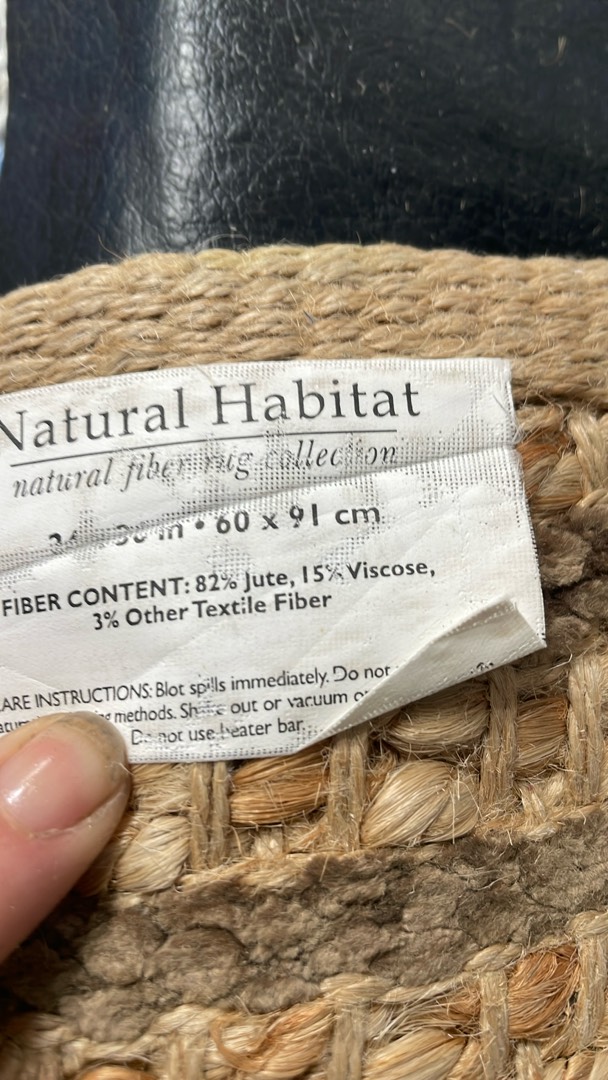 Natural Habitat
natural fiber rug collection
60 x 91 cm
FIBER CONTENT: 82% Jute, 15% Viscose,
3% Other Textile Fiber
ARE INSTRUCTIONS: Blot spills immediately. Do not
methods. Shake out or vacuum
Do not use beater bar.